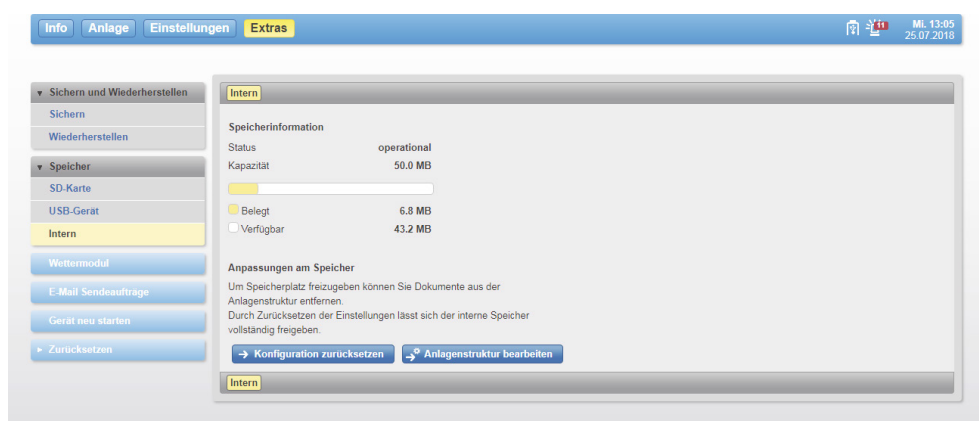 Info Anlage Einstellungen Extras
11
Mi. 13:05
25.07.2018
Sichern und Wiederherstellen
Sichern
Wiederherstellen
Speicher
SD-Karte
USB-Gerät
Intern
Wettermodul
E-Mail Sendeaufträge
Gerät neu starten
Zurücksetzen
Intern
Speicherinformation
Status operational
Kapazität 50.0 MB
Belegt 6.8 MB
Verfügbar 43.2 MB
Anpassungen am Speicher
Um Speicherplatz freizugeben können Sie Dokumente aus der
Anlagenstruktur entfernen.
Durch Zurücksetzen der Einstellungen lässt sich der interne Speicher
vollständig freigeben.
Konfiguration zurücksetzen Anlagenstruktur bearbeiten
Intern